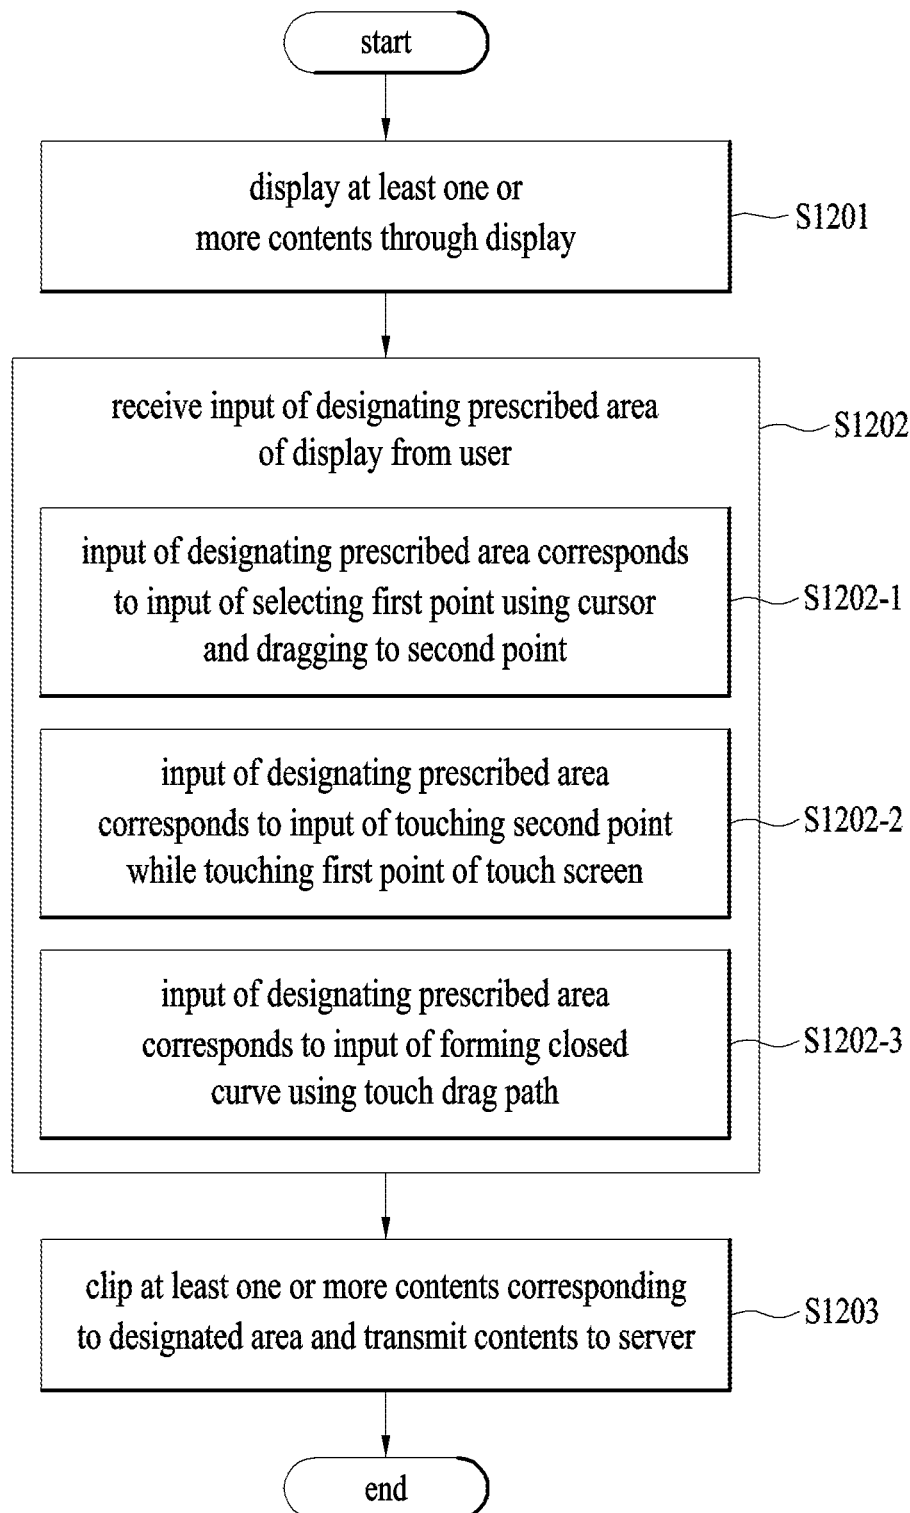 start
display at least one or
more contents through display
S1201
receive input of designating prescribed area
of display from user
S1202
input of designating prescribed area corresponds
to input of selecting first point using cursor
and dragging to second point
S1202-1
input of designating prescribed area
corresponds to input of touching second point
while touching first point of touch screen
S1202-2
input of designating prescribed area
corresponds to input of forming closed
curve using touch drag path
S1202-3
clip at least one or more contents corresponding
to designated area and transmit contents to server
S1203
end